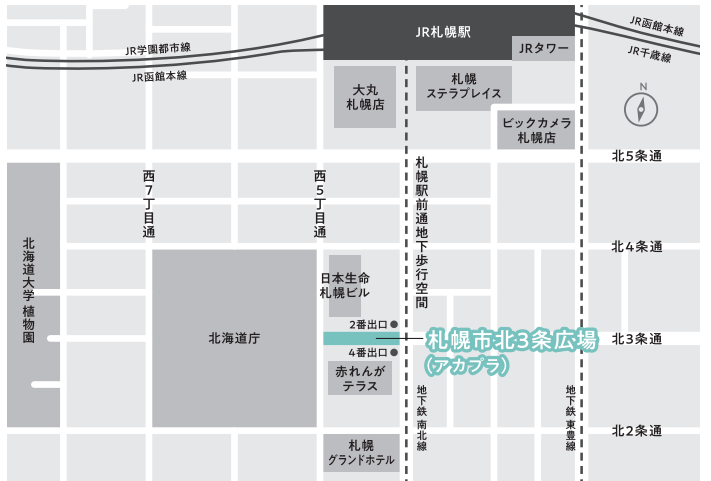 JR札幌駅
JR函館本線
JR千歳線
JRタワー
JR学園都市線
JR函館本線
大丸
札幌店
札幌
ステラプレイス
N
ビックカメラ
札幌店
北5条通
西7丁目通
西5丁目通
札幌駅前通地下歩行空間
北海道大学 植物園
北4条通
日本生命
札幌ビル
2番出口
北海道庁
札幌市北3条広場
(アカプラ)
北3条通
4番出口
赤れんが
テラス
地下鉄 南北線
地下鉄 東豊線
北2条通
札幌
グランドホテル